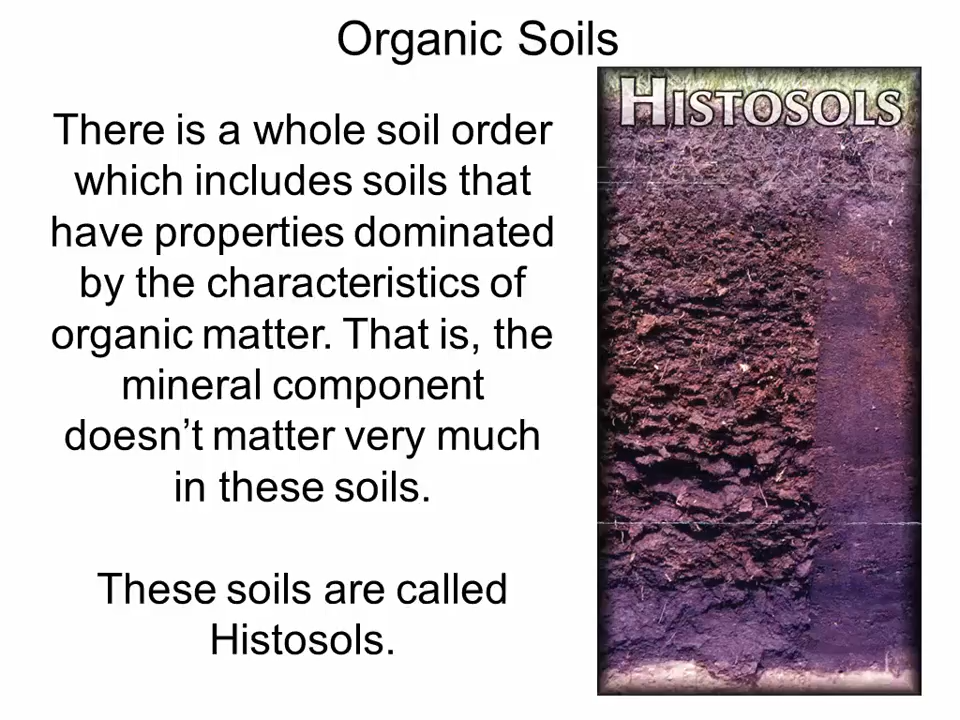 Organic Soils
HISTOSOLS
There is a whole soil order
which includes soils that
have properties dominated
by the characteristics of
organic matter. That is, the
mineral component
doesn’t matter very much
in these soils.
These soils are called
Histosols.